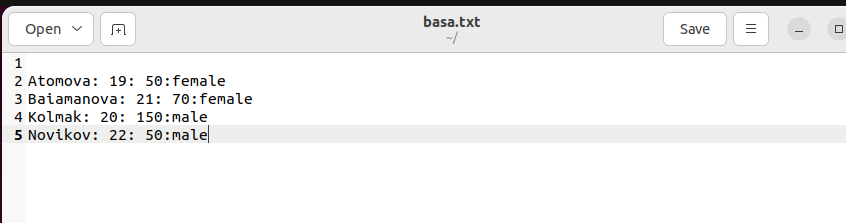 Open
basa.txt
~/
Save
1
2 Atomova: 19: 50:female
3 Baiamanova: 21: 70:female
4 Kolmak: 20: 150:male
5 Novikov: 22: 50:male